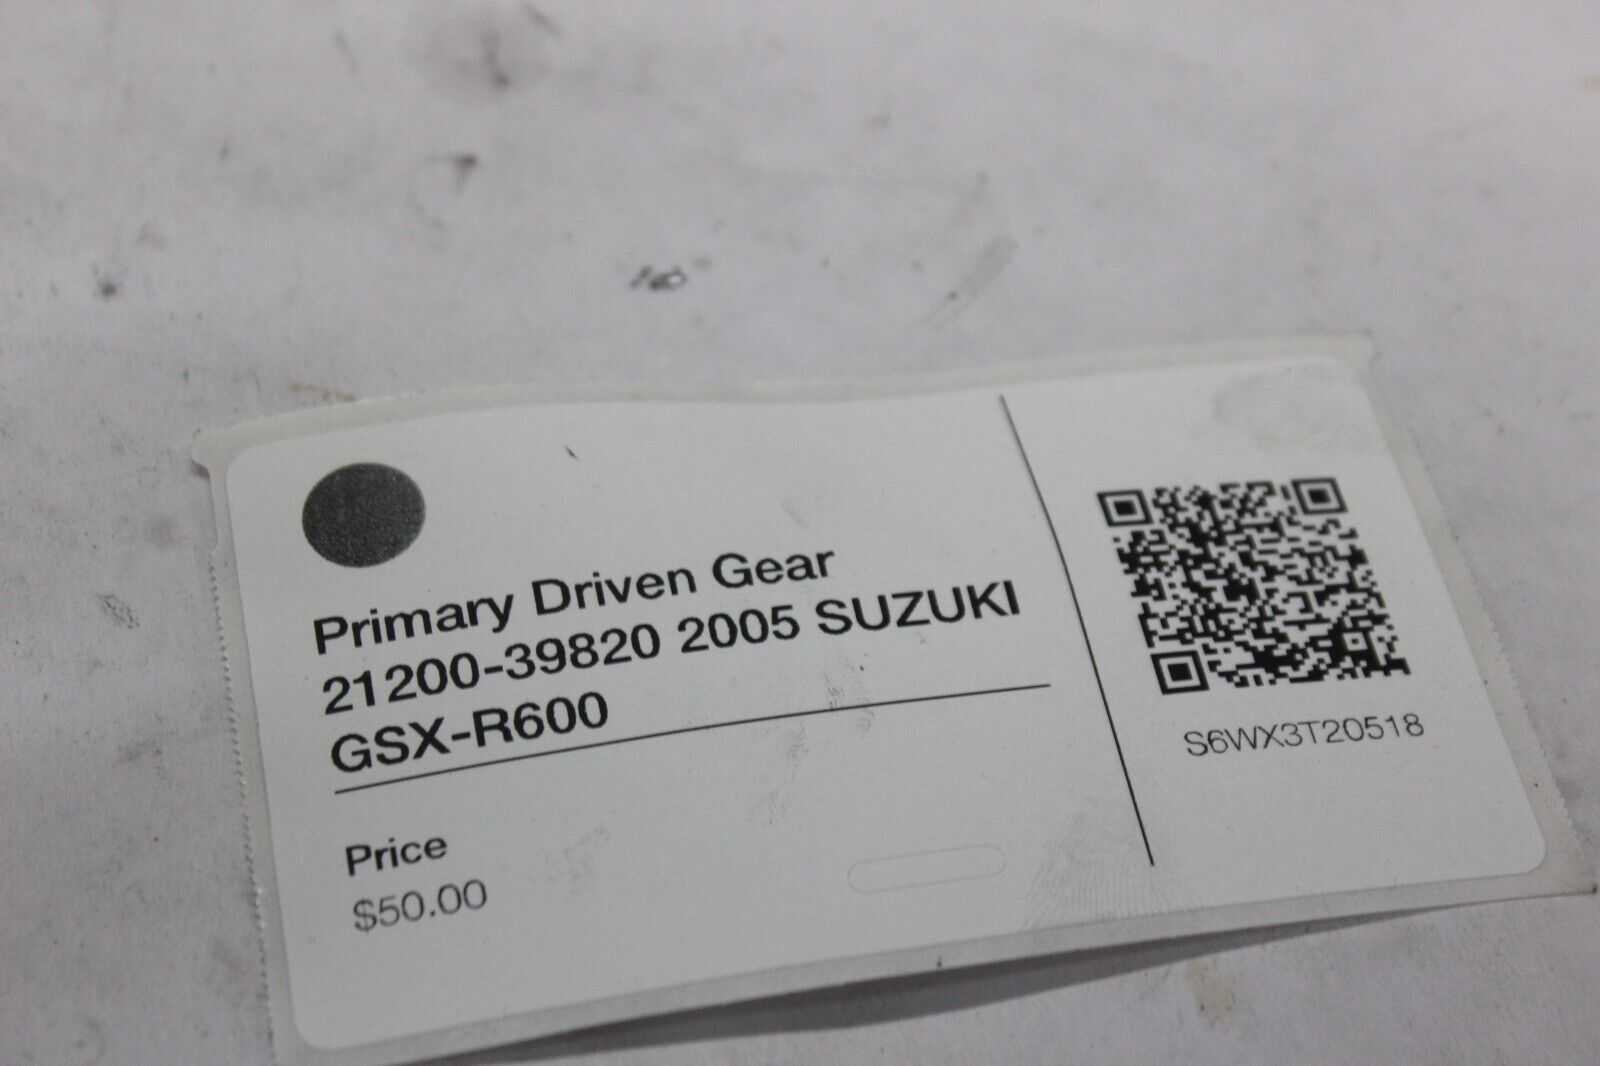 Primary Driven Gear
21200-39820 2005 SUZUKI
GSX-R600
Price
$50.00
S6WX3T20518